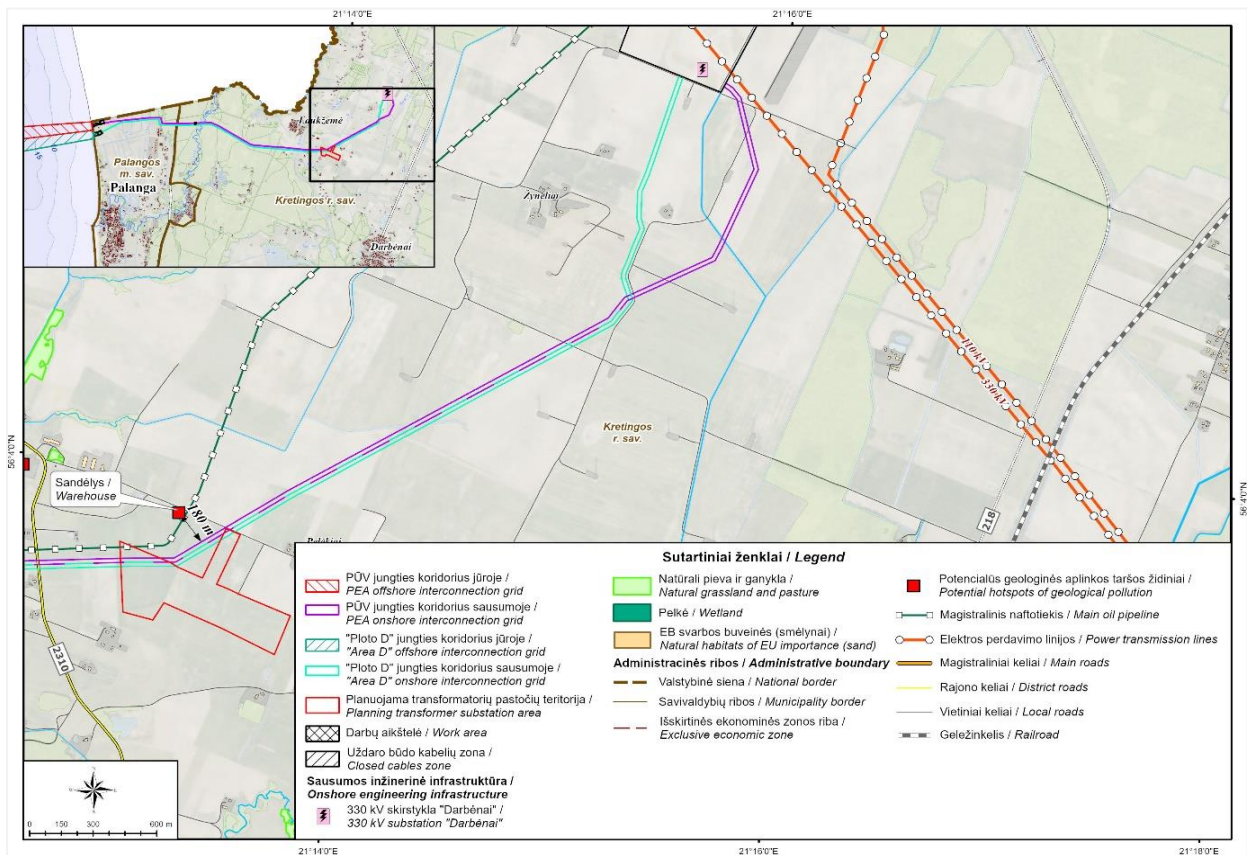 21°14'0"E
21°16'0"E
Laukžemė
Palangos
m. sav.
Palanga
Kretingos r. sav.
Darbėnai
Žyneliai
110 kV
330 kV
Kretingos
r. sav.
56°4'0"N
56°4'0"N
Sandėlys /
Warehouse
180 m
218
2310
Sutartiniai ženklai / Legend
PŪV jungties koridorius jūroje /
PEA offshore interconnection grid
PŪV jungties koridorius sausumoje /
PEA onshore interconnection grid
"Ploto D" jungties koridorius jūroje /
"Area D" offshore interconnection grid
"Ploto D" jungties koridorius sausumoje /
"Area D" onshore interconnection grid
Planuojama transformatorių pastočių teritorija /
Planning transformer substation area
Darbų aikštelė / Work area
Uždaro būdo kabelių zona /
Closed cables zone
Sausumos inžinerinė infrastruktūra /
Onshore engineering infrastructure
330 kV skirstykla "Darbėnai" /
330 kV substation "Darbėnai"
Natūrali pieva ir ganykla /
Natural grassland and pasture
Pelkė / Wetland
EB svarbos buveinės (smėlynai) /
Natural habitats of EU importance (sand)
Administracinės ribos / Administrative boundary
Valstybinė siena / National border
Savivaldybių ribos / Municipality border
Išskirtinės ekonominės zonos riba /
Exclusive economic zone
Potencialūs geologinės aplinkos taršos židiniai /
Potential hotspots of geological pollution
Magistralinis naftotiekis / Main oil pipeline
Elektros perdavimo linijos / Power transmission lines
Magistraliniai keliai / Main roads
Rajono keliai / District roads
Vietiniai keliai / Local roads
Geležinkelis / Railroad
0 150 300 600 m
21°14'0"E
21°16'0"E
21°18'0"E